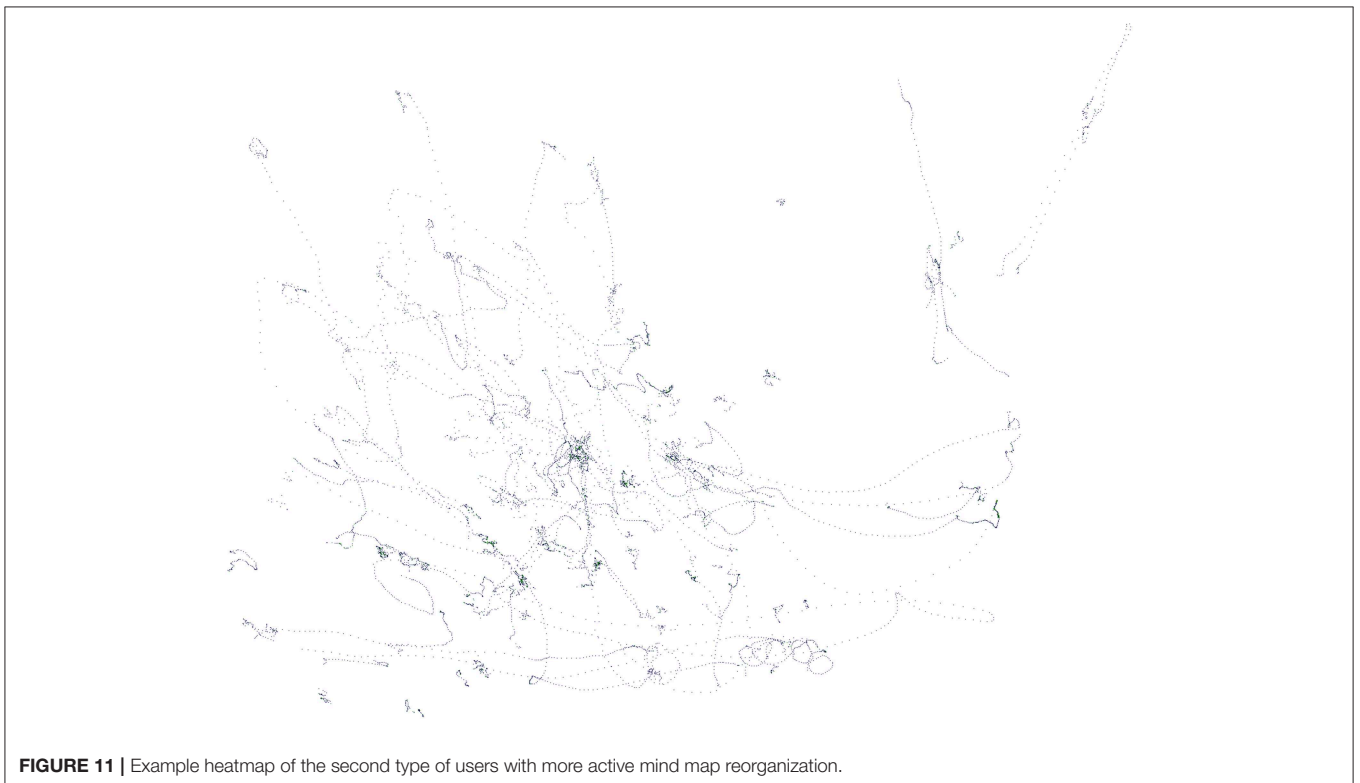 FIGURE 11 | Example heatmap of the second type of users with more active mind map reorganization.